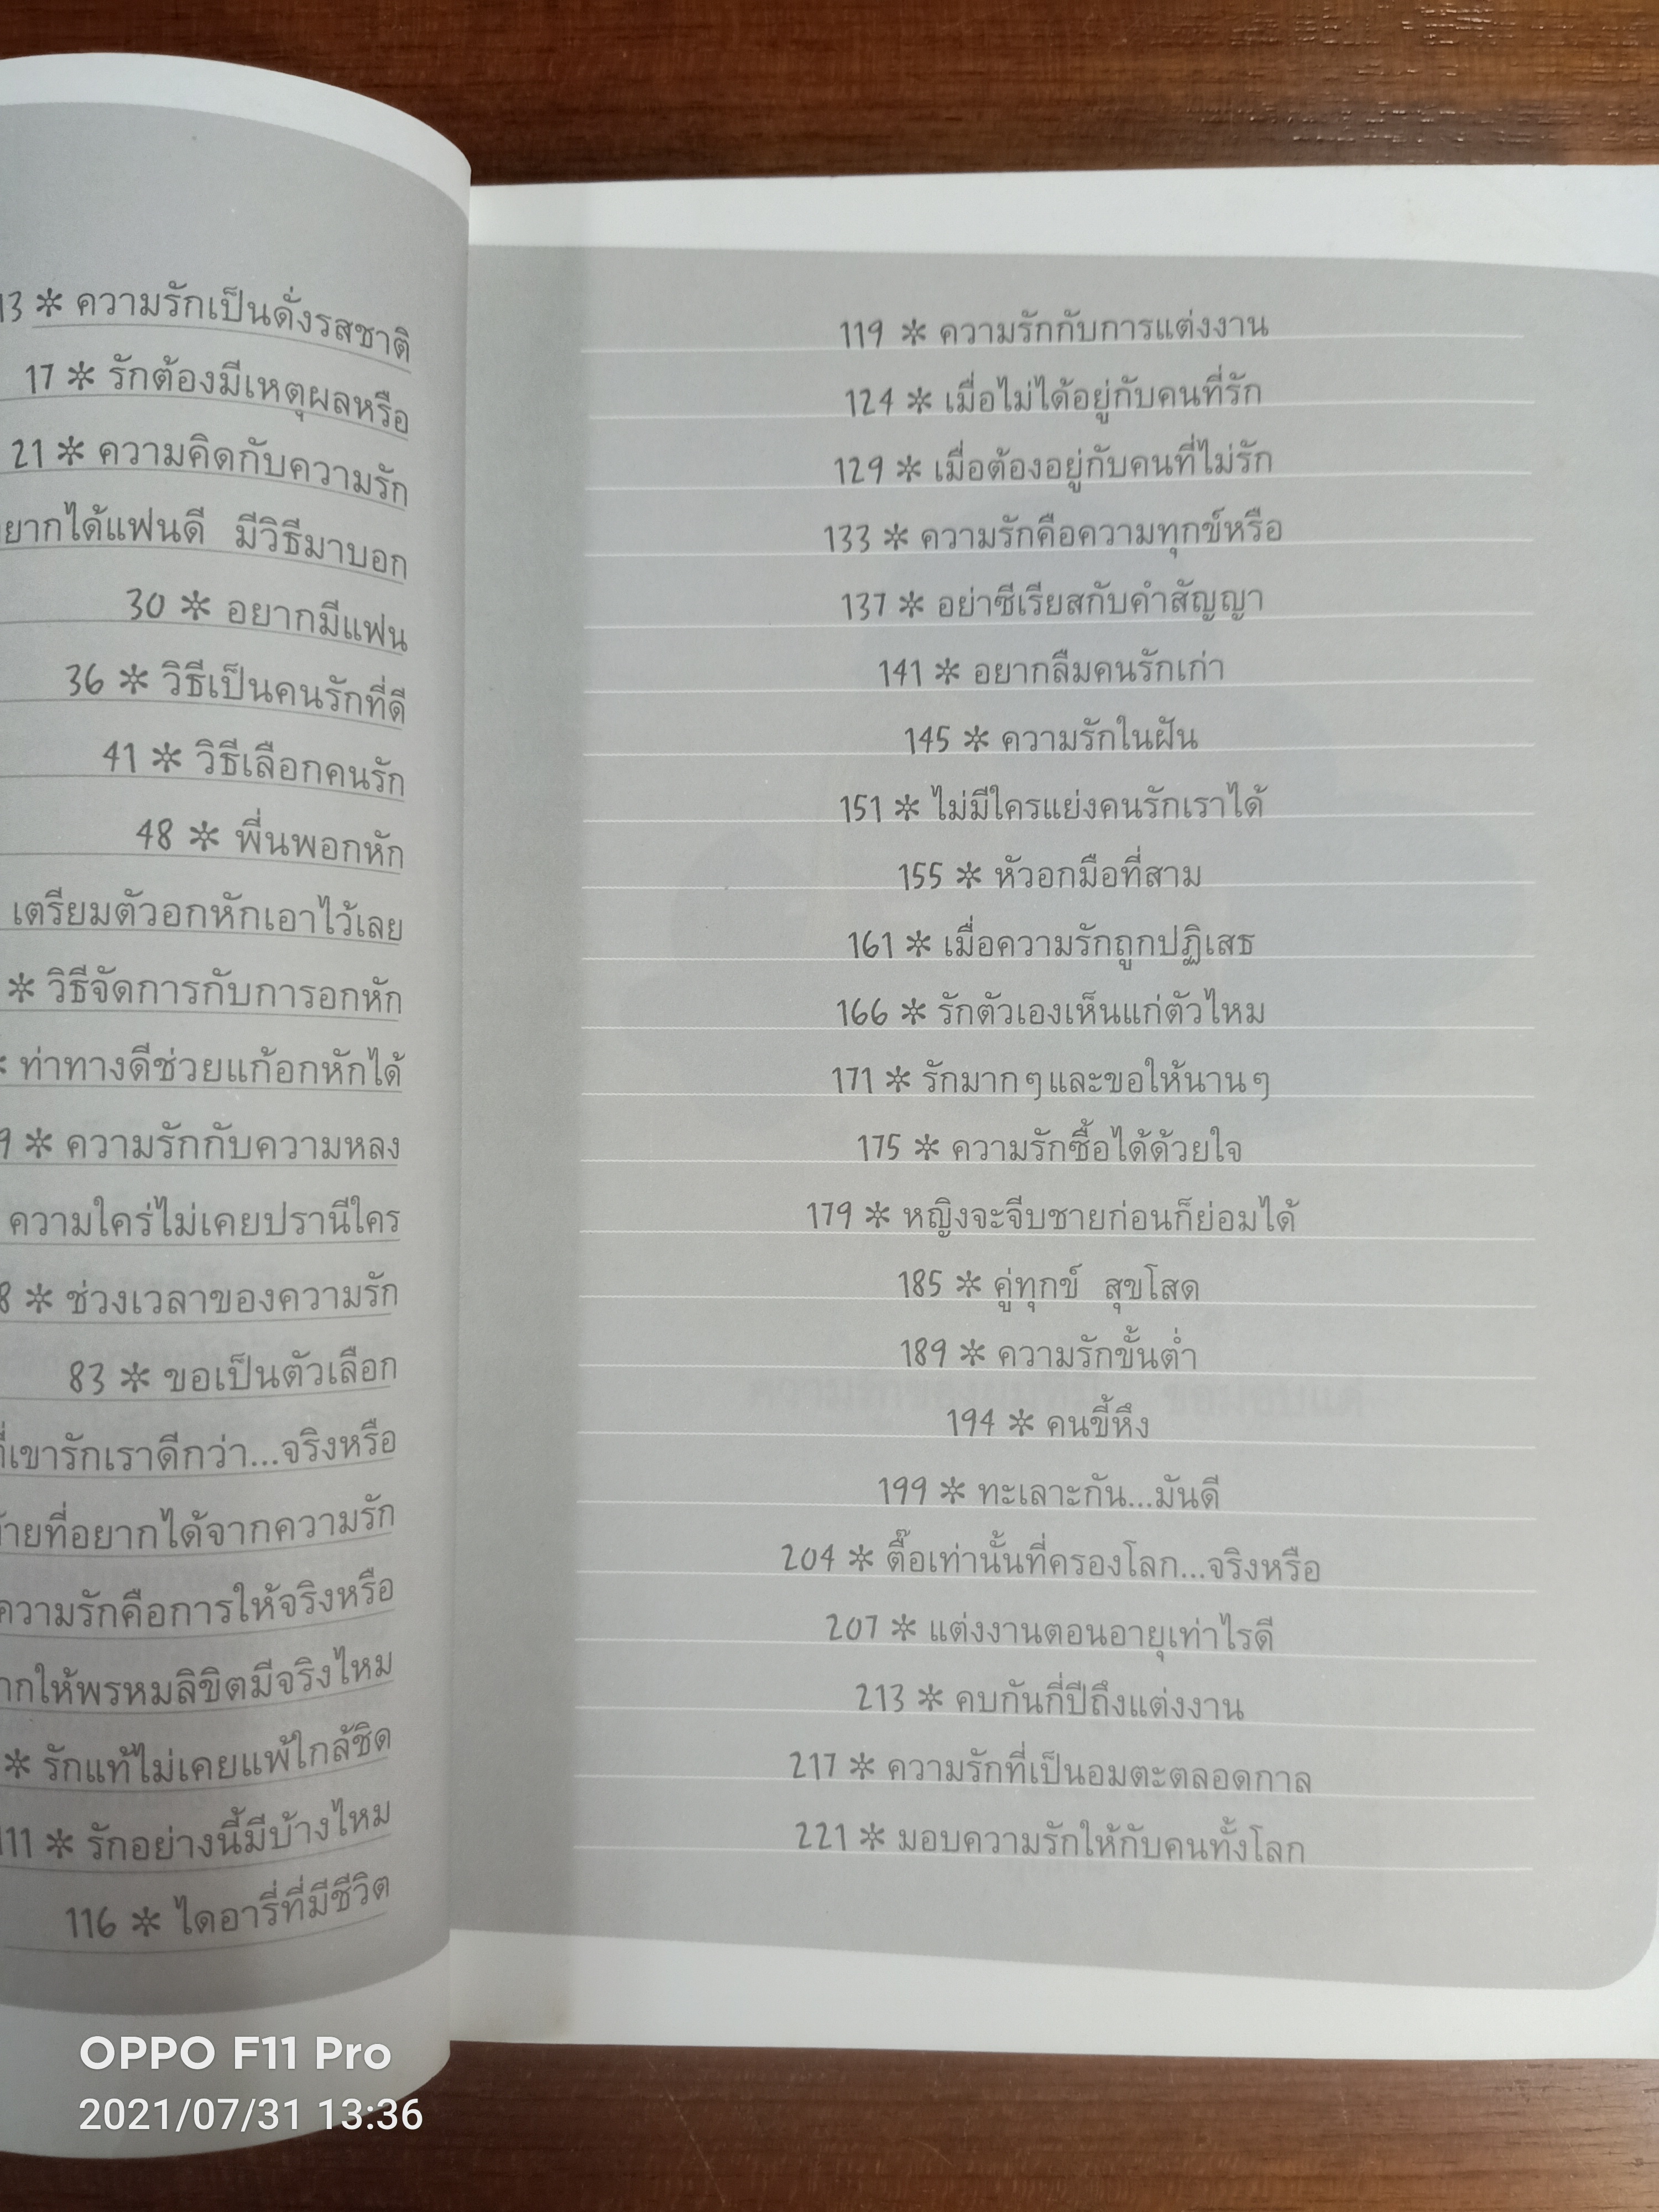 13 * ความรักเป็นดั่งรสชาติ
17 * รักต้องมีเหตุผลหรือ
21 * ความคิดกับความรัก
ยากได้แฟนดี มีวิธีมาบอก
30 * อยากมีแฟน
36 * วิธีเป็นคนรักที่ดี
41 * วิธีเลือกคนรัก
48 * พี่นพอกหัก
เตรียมตัวอกหักเอาไว้เลย
* วิธีจัดการกับการอกหัก
* ท่าทางดีช่วยแก้อกหักได้
9 * ความรักกับความหลง
ความใคร่ไม่เคยปรานีใคร
8 * ช่วงเวลาของความรัก
83 * ขอเป็นตัวเลือก
ที่เขารักเราดีกว่า...จริงหรือ
ท้ายที่อยากได้จากความรัก
ความรักคือการให้จริงหรือ
ากให้พรหมลิขิตมีจริงไหม
* รักแท้ไม่เคยแพ้ใกล้ชิด
111 * รักอย่างนี้มีบ้างไหม
116 * ไดอารี่ที่มีชีวิต
119 * ความรักกับการแต่งงาน
124 * เมื่อไม่ได้อยู่กับคนที่รัก
129 * เมื่อต้องอยู่กับคนที่ไม่รัก
133 * ความรักคือความทุกข์หรือ
137 * อย่าซีเรียสกับคำสัญญา
141 * อยากลืมคนรักเก่า
145 * ความรักในฝัน
151 * ไม่มีใครแย่งคนรักเราได้
155 * หัวอกมือที่สาม
161 * เมื่อความรักถูกปฏิเสธ
166 * รักตัวเองเห็นแก่ตัวไหม
171 * รักมากๆและขอให้นานๆ
175 * ความรักซื้อได้ด้วยใจ
179 * หญิงจะจีบชายก่อนก็ย่อมได้
185 * คู่ทุกข์ สุขโสด
189 * ความรักขั้นต่ำ
194 * คนขี้หึง
199 * ทะเลาะกัน...มันดี
204 * ตื๊อเท่านั้นที่ครองโลก...จริงหรือ
207 * แต่งงานตอนอายุเท่าไรดี
213 * คบกันกี่ปีถึงแต่งงาน
217 * ความรักที่เป็นอมตะตลอดกาล
221 * มอบความรักให้กับคนทั้งโลก
OPPO F11 Pro
2021/07/31 13:36